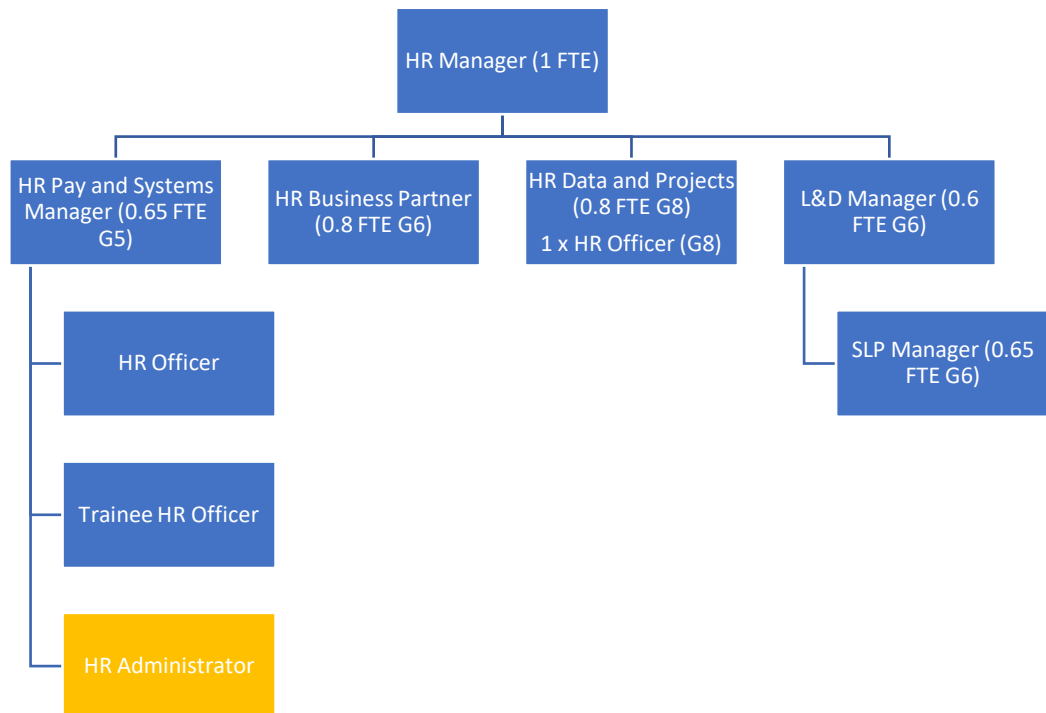 HR Manager (1 FTE)
HR Pay and Systems
Manager (0.65 FTE
G5)
HR Business Partner
(0.8 FTE G6)
HR Data and Projects
(0.8 FTE G8)
1 x HR Officer (G8)
L&D Manager (0.6
FTE G6)
HR Officer
SLP Manager (0.65
FTE G6)
Trainee HR Officer
HR Administrator